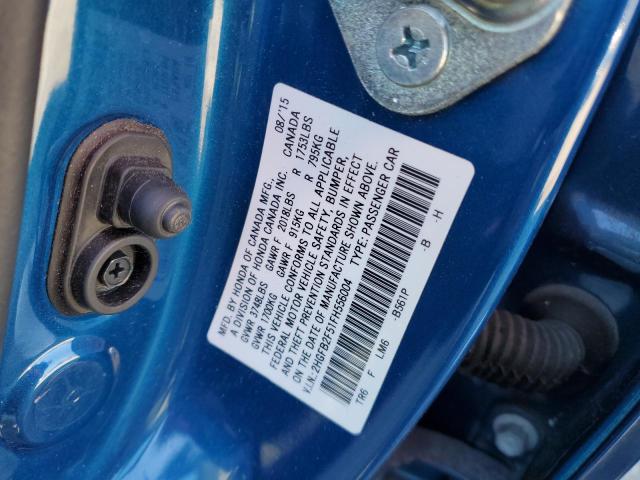 MFD. BY HONDA OF CANADA MFG., 08/'15
A DIVISION OF HONDA CANADA INC. CANADA
GVWR 3748LBS GAWR F 2018LBS R 1753LBS
GVWR 1700KG GAWR F 915KG R 795KG
THIS VEHICLE CONFORMS TO ALL APPLICABLE
FEDERAL MOTOR VEHICLE SAFETY, BUMPER,
AND THEFT PREVENTION STANDARDS IN EFFECT
ON THE DATE OF MANUFACTURE SHOWN ABOVE.
V.I.N.: 2HGFB2F51FH556004 TYPE: PASSENGER CAR
TR6 F LM6 B561P -B -H